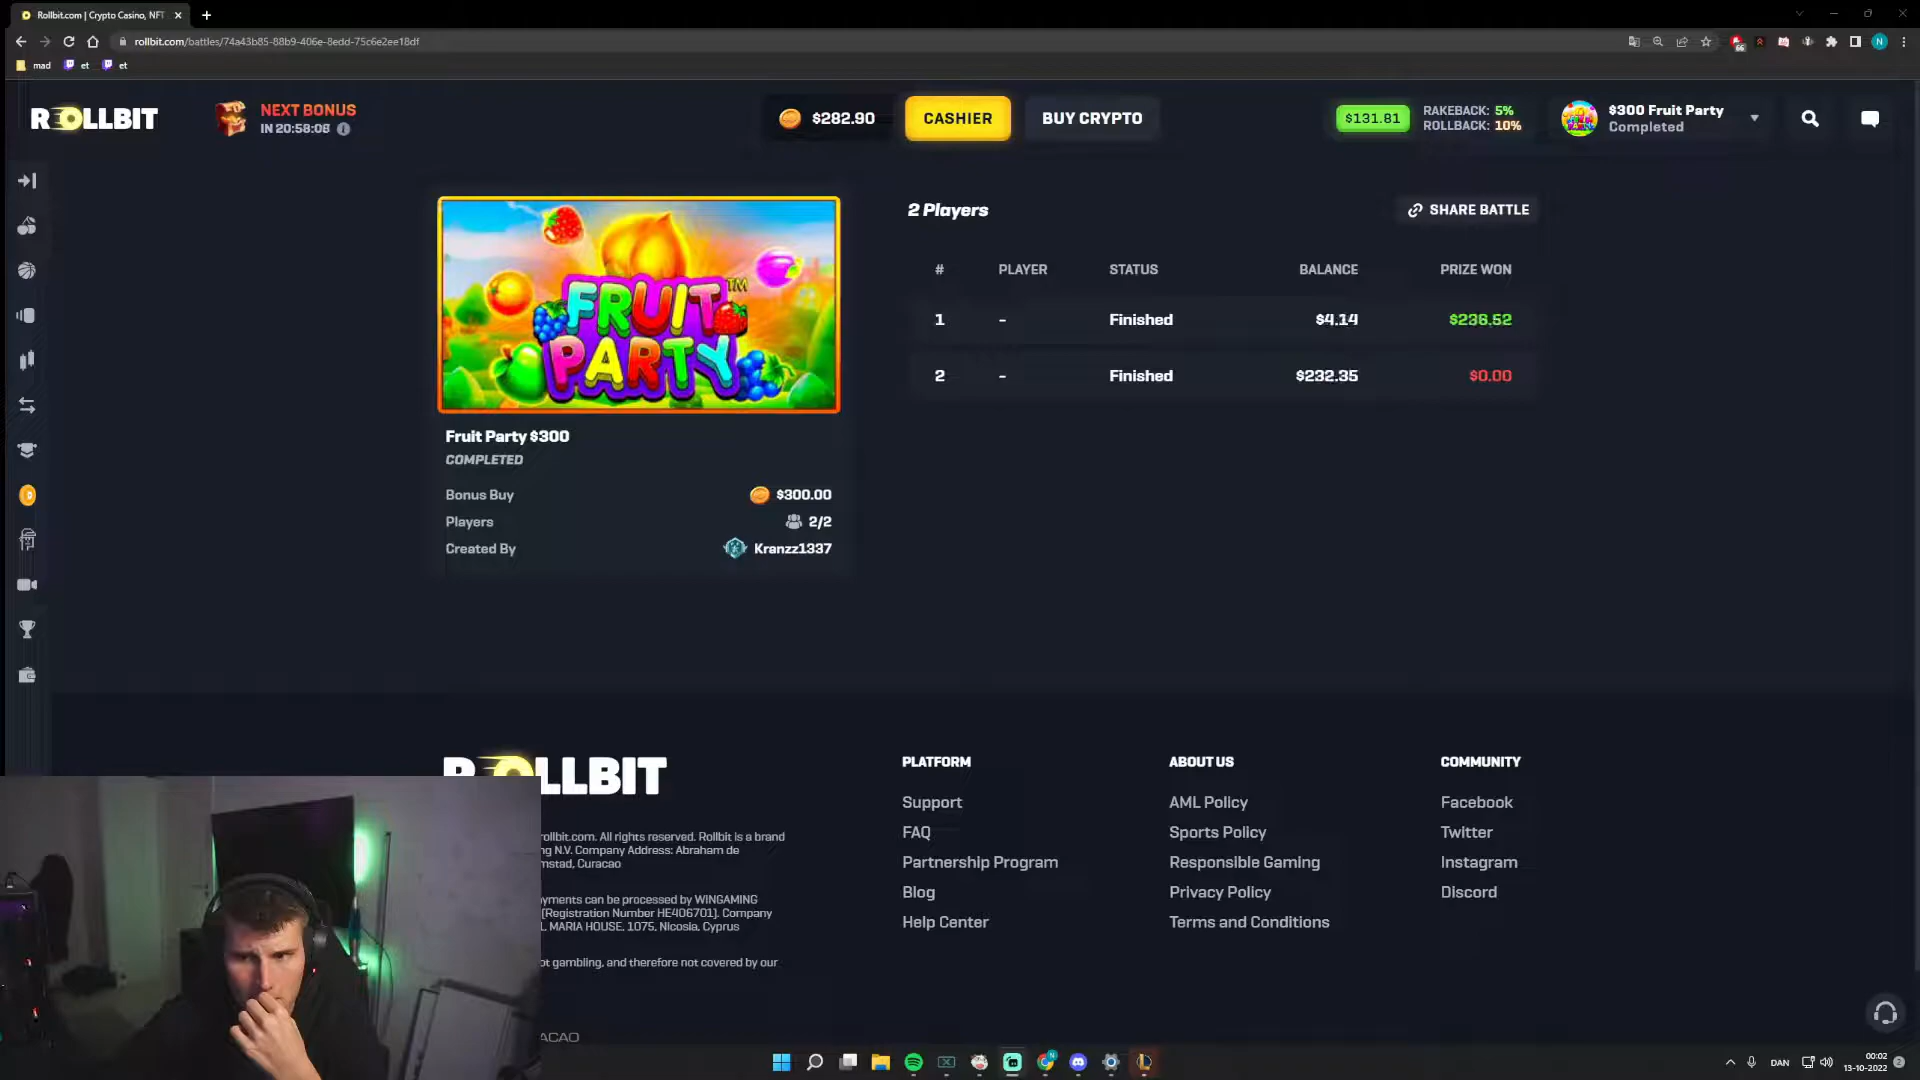 Rollbit.com | Crypto Casino, NFT
rollbit.com/battles/74a43b85-88b9-406e-8edd-75c6e2ee18df
66
N
mad
et
et
ROLLBIT
NEXT BONUS
IN 20:58:08
$282.90
CASHIER
BUY CRYPTO
$131.81
RAKEBACK: 5%
ROLLBACK: 10%
$300 Fruit Party
Completed
2 Players
SHARE BATTLE
# PLAYER STATUS BALANCE PRIZE WON
1 - Finished $4.14 $236.52
2 - Finished $232.35 $0.00
FRUIT
PARTY
TM
Fruit Party $300
COMPLETED
Bonus Buy $300.00
Players 2/2
Created By Kranzz1337
ROLLBIT
rollbit.com. All rights reserved. Rollbit is a brand
ng N.V. Company Address: Abraham de
mstad, Curacao
yments can be processed by WINGAMING
(Registration Number HE406701). Company
MARIA HOUSE, 1075, Nicosia, Cyprus
ot gambling, and therefore not covered by our
ACAO
PLATFORM
Support
FAQ
Partnership Program
Blog
Help Center
ABOUT US
AML Policy
Sports Policy
Responsible Gaming
Privacy Policy
Terms and Conditions
COMMUNITY
Facebook
Twitter
Instagram
Discord
DAN
00:02
13-10-2022
2